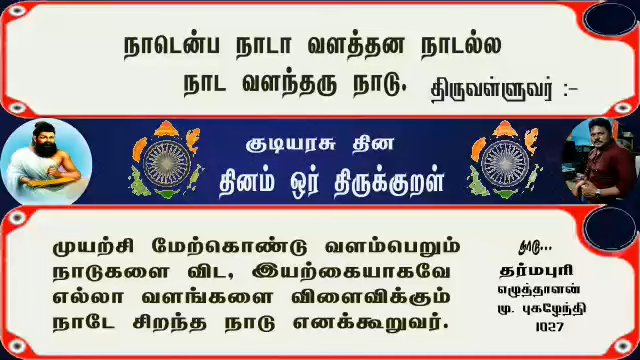 நாடென்ப நாடா வளத்தன நாடல்ல
நாட வளந்தரு நாடு. திருவள்ளுவர் :-
குடியரசு தின
தினம் ஓர் திருக்குறள்
முயற்சி மேற்கொண்டு வளம்பெறும்
நாடுகளை விட, இயற்கையாகவே
எல்லா வளங்களை விளைவிக்கும்
நாடே சிறந்த நாடு எனக்கூறுவர்.
நாடு...
தர்மபுரி
எழுத்தாளன்
மு. புகழேந்தி
1027